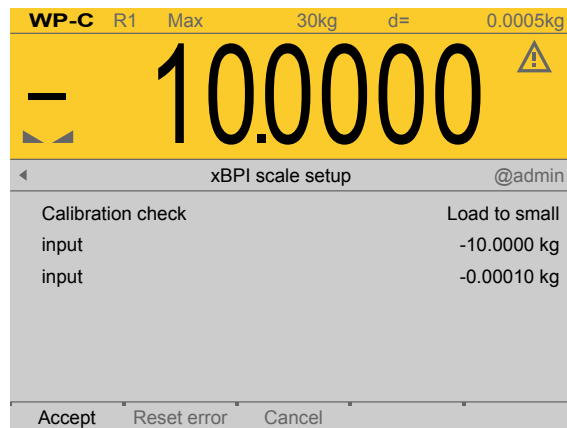 WP-C R1 Max 30kg d= 0.0005kg
– 10.0000
xBPI scale setup @admin
Calibration check Load to small
input -10.0000 kg
input -0.00010 kg
Accept Reset error Cancel